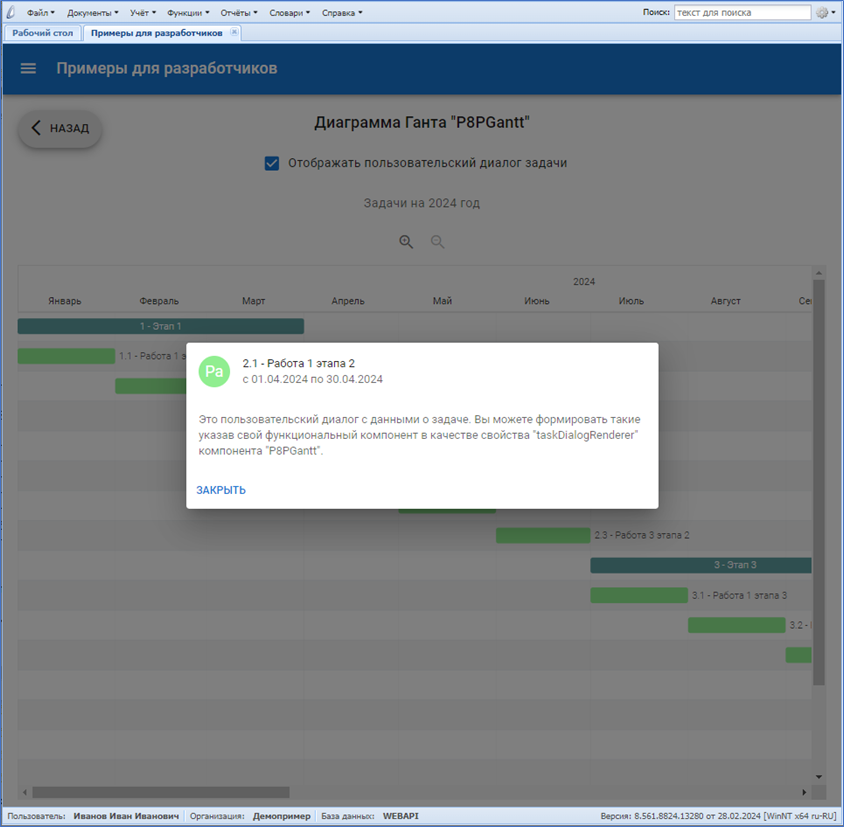 Файл Документы Учёт Функции Отчёты Словари Справка Поиск: текст для поиска
Рабочий стол Примеры для разработчиков
Примеры для разработчиков
НАЗАД
Диаграмма Ганта "P8PGantt"
Отображать пользовательский диалог задачи
Задачи на 2024 год
2024
Январь Февраль Март Апрель Май Июнь Июль Август
1 - Этап 1
1.1 - Работа 1
Ра
2.1 - Работа 1 этапа 2
с 01.04.2024 по 30.04.2024
Это пользовательский диалог с данными о задаче. Вы можете формировать такие
указав свой функциональный компонент в качестве свойства "taskDialogRenderer"
компонента "P8PGantt".
ЗАКРЫТЬ
2.3 - Работа 3 этапа 2
3 - Этап 3
3.1 - Работа 1 этапа 3
3.2 -
Пользователь: Иванов Иван Иванович Организация: Демопример База данных: WEBAPI Версия: 8.561.8824.13280 от 28.02.2024 [WinNT x64 ru-RU]